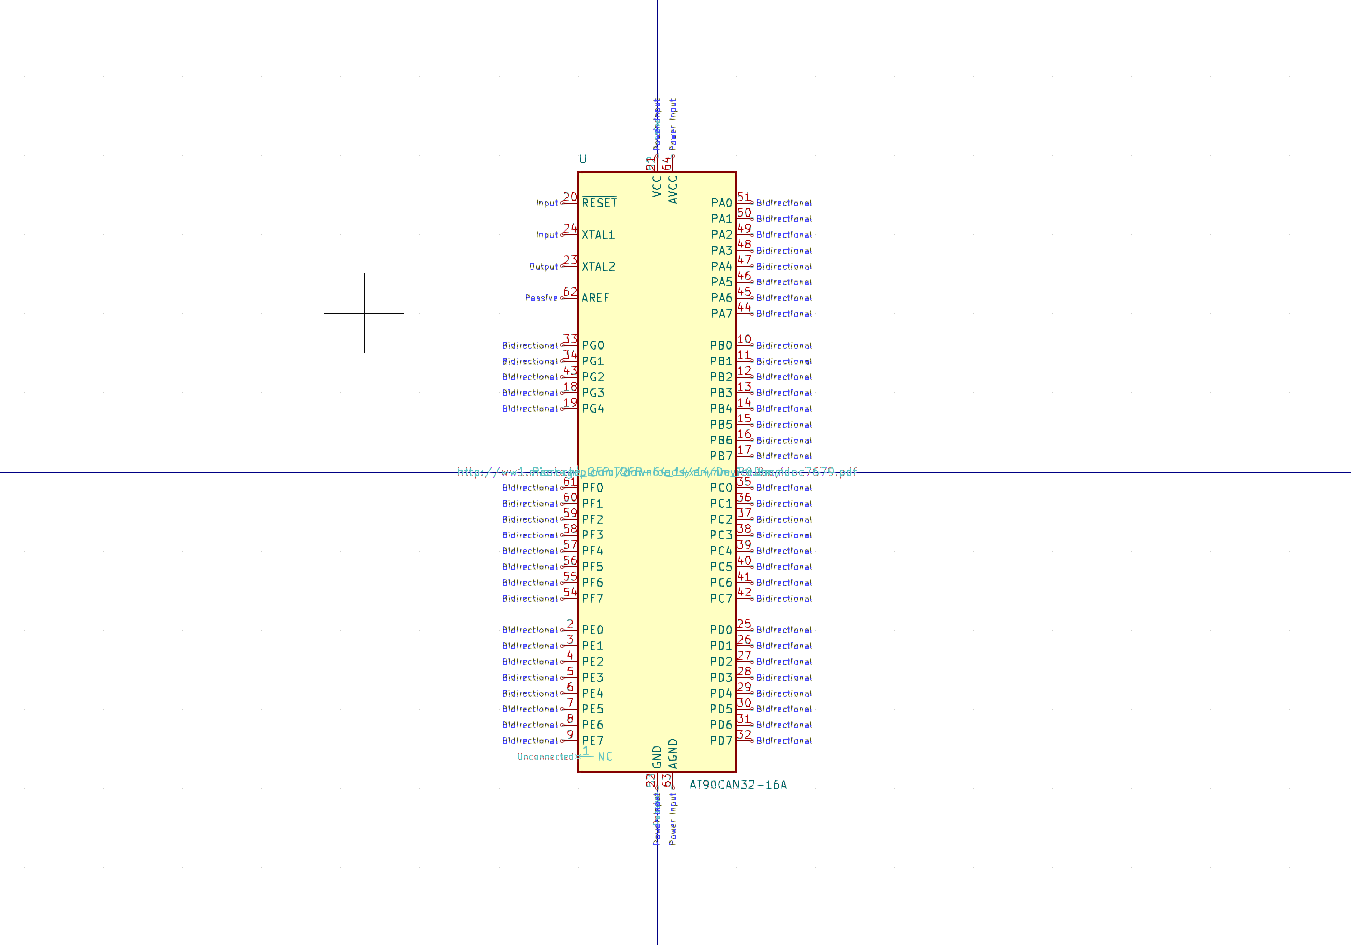 Power Input
U
64
VCC
AVCC
Input 20 RESET PA0 51 Bidirectional
PA1 50 Bidirectional
Input 24 XTAL1 PA2 49 Bidirectional
PA3 48 Bidirectional
Output 23 XTAL2 PA4 47 Bidirectional
PA5 46 Bidirectional
Passive 62 AREF PA6 45 Bidirectional
PA7 44 Bidirectional
Bidirectional 33 PG0 PB0 10 Bidirectional
Bidirectional 34 PG1 PB1 11 Bidirectional
Bidirectional 43 PG2 PB2 12 Bidirectional
Bidirectional 18 PG3 PB3 13 Bidirectional
Bidirectional 19 PG4 PB4 14 Bidirectional
PB5 15 Bidirectional
PB6 16 Bidirectional
PB7 17 Bidirectional
Bidirectional 61 PF0 PC0 35 Bidirectional
Bidirectional 60 PF1 PC1 36 Bidirectional
Bidirectional 59 PF2 PC2 37 Bidirectional
Bidirectional 58 PF3 PC3 38 Bidirectional
Bidirectional 57 PF4 PC4 39 Bidirectional
Bidirectional 56 PF5 PC5 40 Bidirectional
Bidirectional 55 PF6 PC6 41 Bidirectional
Bidirectional 54 PF7 PC7 42 Bidirectional
Bidirectional 2 PE0 PD0 25 Bidirectional
Bidirectional 3 PE1 PD1 26 Bidirectional
Bidirectional 4 PE2 PD2 27 Bidirectional
Bidirectional 5 PE3 PD3 28 Bidirectional
Bidirectional 6 PE4 PD4 29 Bidirectional
Bidirectional 7 PE5 PD5 30 Bidirectional
Bidirectional 8 PE6 PD6 31 Bidirectional
Bidirectional 9 PE7 PD7 32 Bidirectional
Unconnected 1 NC
GND
AGND
63
AT90CAN32-16A
Power Input